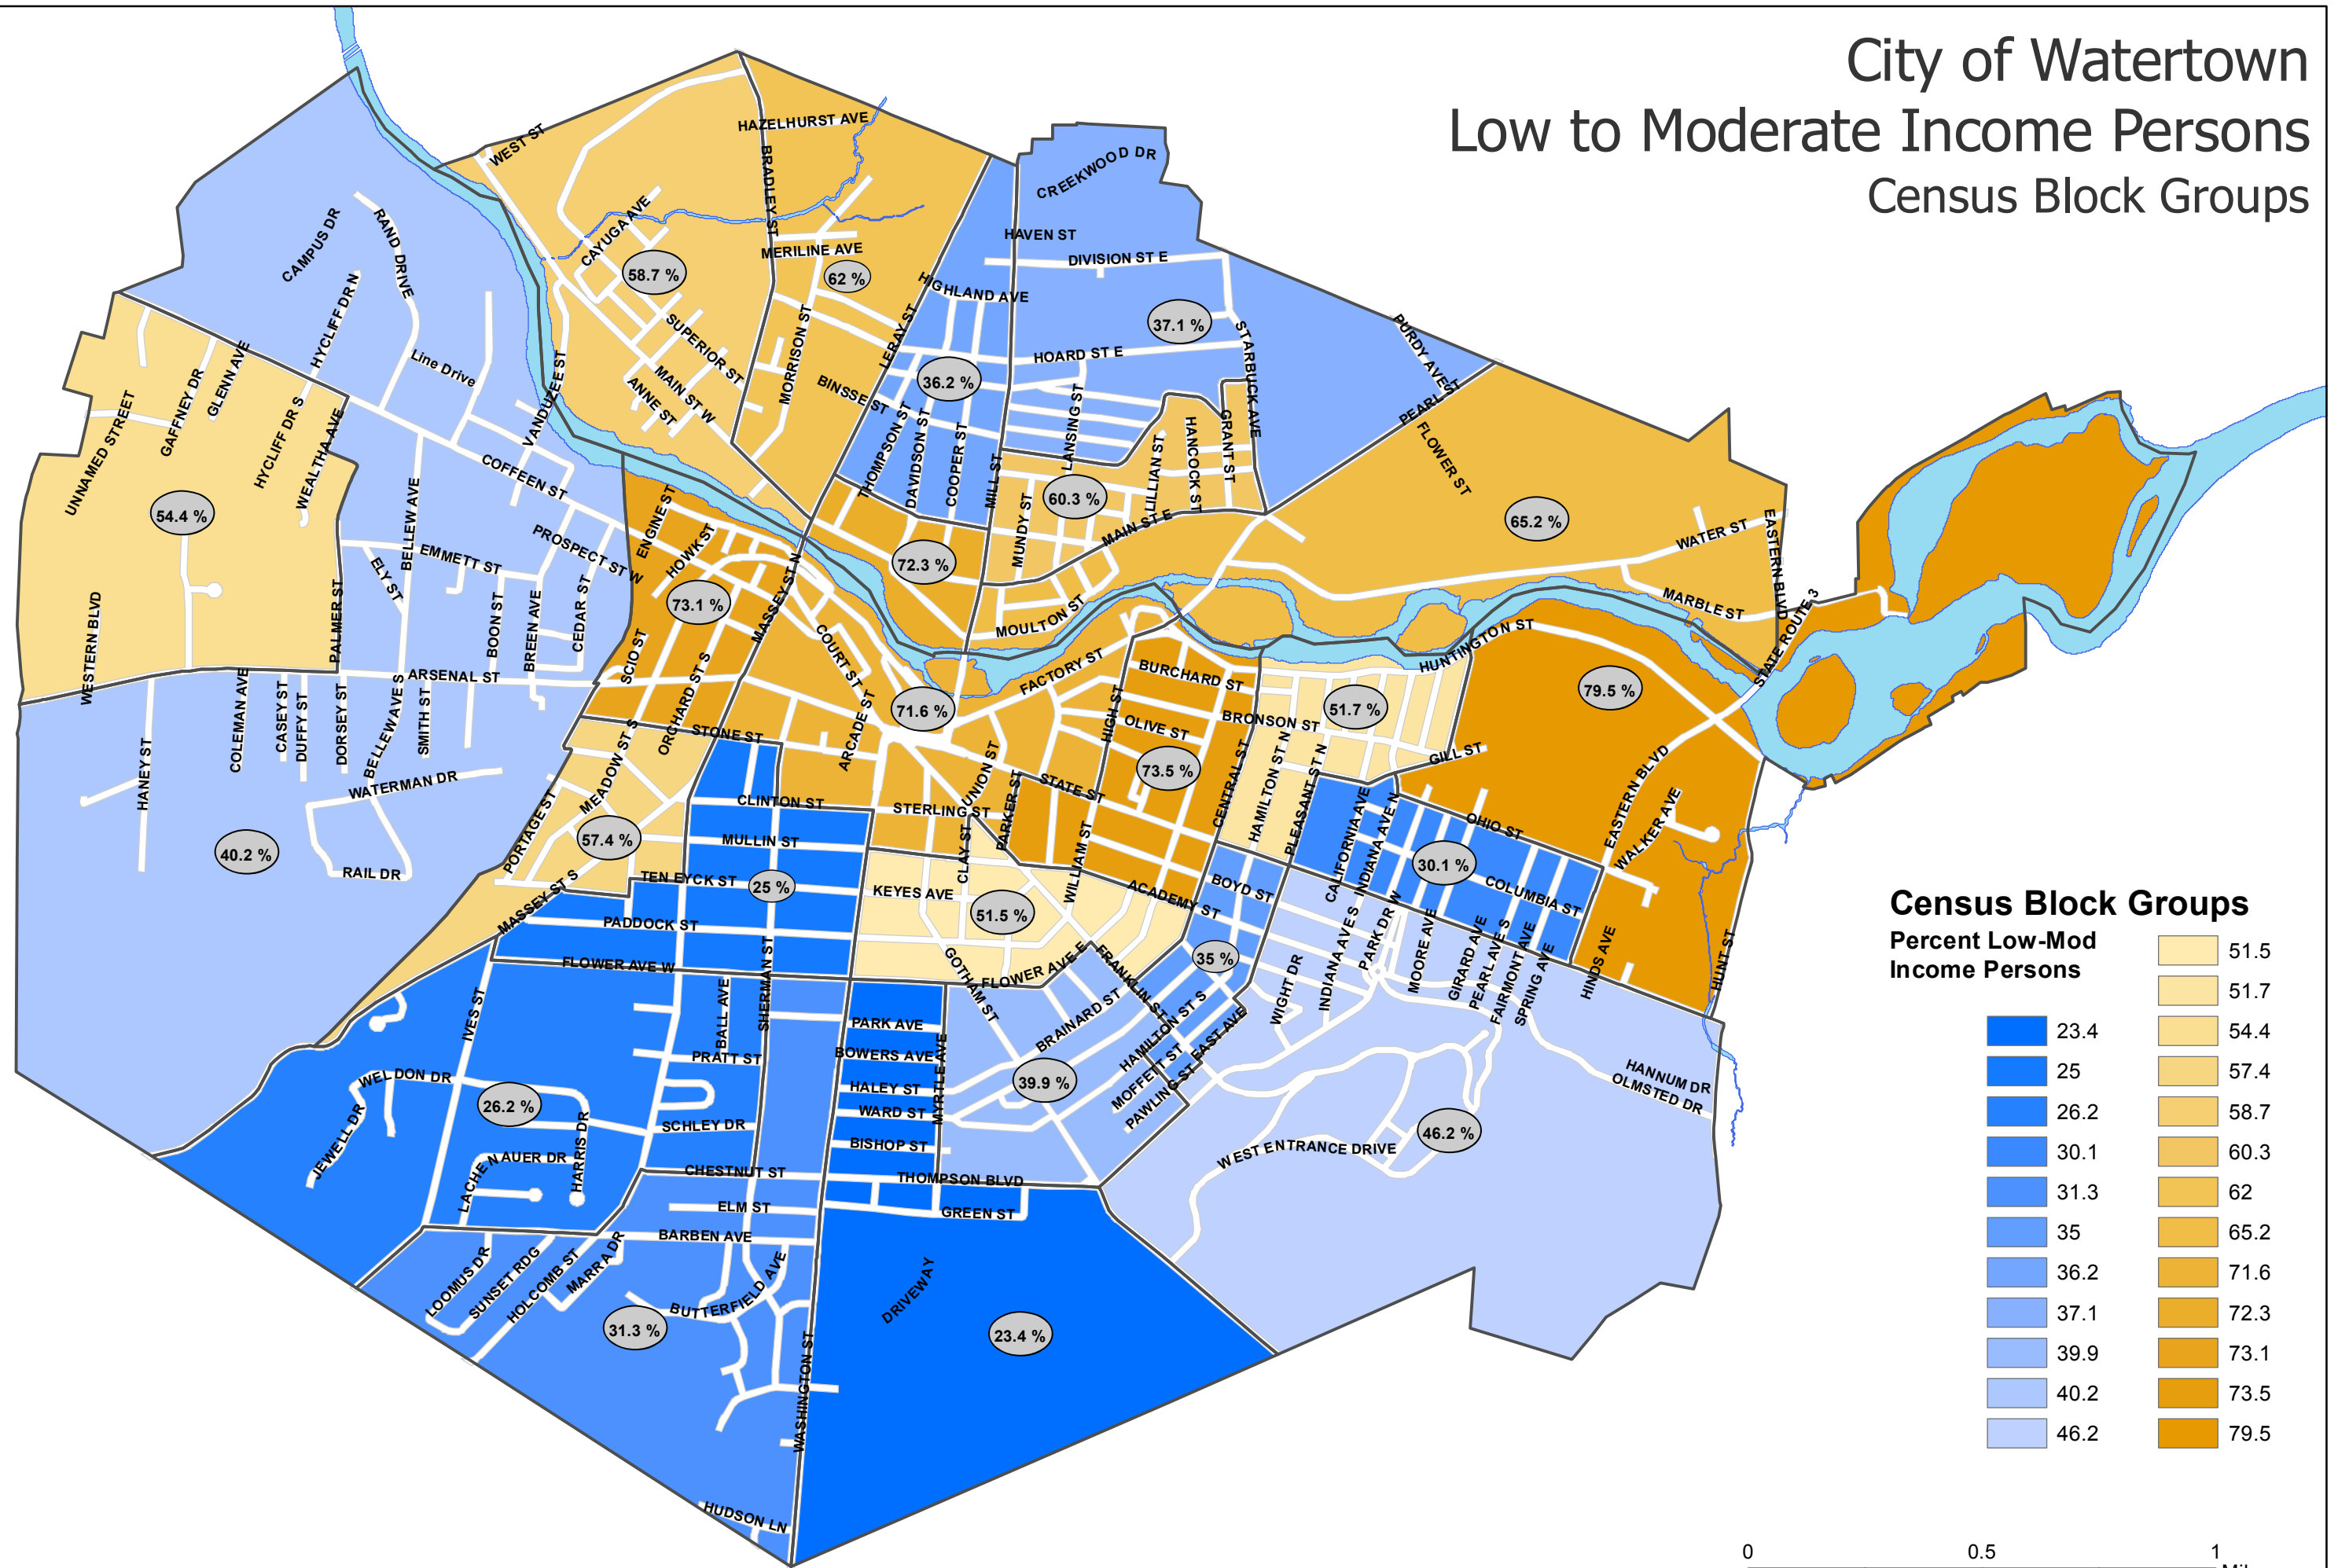 City of Watertown
Low to Moderate Income Persons
Census Block Groups
WEST ST
HAZELHURST AVE
BRADLEY ST
CREEKWOOD DR
CAMPUS DR
RAND DRIVE
CAYUGA AVE
MERILINE AVE
HAVEN ST
DIVISION ST E
58.7 %
62 %
HYCLIFF DR N
HIGHLAND AVE
37.1 %
SUPERIOR ST
MORRISON ST
LERAY ST
STARBUCK AVE
PURDY AVE
GLENN AVE
Line Drive
VANDUZEE ST
MAIN ST W
ANNE ST
BINSSE ST
36.2 %
HOARD ST E
PEARL ST
GAFFNEY DR
UNNAMED STREET
HYCLIFF DR S
WEALTHA AVE
COFFEEN ST
THOMPSON ST
DAVIDSON ST
COOPER ST
MILL ST
LANSING ST
LILLIAN ST
HANCOCK ST
GRANT ST
FLOWER ST
54.4 %
BELLEW AVE
ENGINE ST
60.3 %
65.2 %
MUNDY ST
MAIN ST E
WATER ST
EASTERN BLVD
EMMETT ST
PROSPECT ST W
HOWK ST
MASSEY ST N
72.3 %
ELY ST
PALMER ST
BOON ST
BREEN AVE
CEDAR ST
73.1 %
MOULTON ST
MARBLE ST
STATE ROUTE 3
WESTERN BLVD
SCIO ST
ORCHARD ST S
COURT ST
FACTORY ST
BURCHARD ST
HUNTINGTON ST
ARSENAL ST
79.5 %
COLEMAN AVE
CASEY ST
DUFFY ST
DORSEY ST
BELLEW AVE S
SMITH ST
71.6 %
HIGH ST
OLIVE ST
BRONSON ST
51.7 %
HANEY ST
STONE ST
ARCADE ST
UNION ST
73.5 %
CENTRAL ST
HAMILTON ST N
PLEASANT ST N
GILL ST
WATERMAN DR
MEADOW ST S
STATE ST
EASTERN BLVD
WALKER AVE
CLINTON ST
STERLING ST
PARKER ST
CALIFORNIA AVE
INDIANA AVE N
OHIO ST
PORTAGE ST
57.4 %
MULLIN ST
CLAY ST
WILLIAM ST
30.1 %
40.2 %
RAIL DR
TEN EYCK ST
25 %
KEYES AVE
ACADEMY ST
BOYD ST
COLUMBIA ST
MASSEY ST S
PADDOCK ST
51.5 %
INDIANA AVE S
PARK DR W
MOORE AVE
GIRARD AVE
PEARL AVE S
FAIRMONT AVE
SPRING AVE
HINDS AVE
HUNT ST
FLOWER AVE W
SHERMAN ST
GOTHAM ST
FLOWER AVE E
FRANKLIN ST
35 %
WIGHT DR
IVES ST
BALL AVE
PARK AVE
BRAINARD ST
HAMILTON ST S
EAST AVE
PRATT ST
BOWERS AVE
MYRTLE AVE
MOFFET ST
PAWLING ST
WELDON DR
HALEY ST
39.9 %
HANNUM DR
OLMSTED DR
26.2 %
WARD ST
JEWELL DR
HARRIS DR
SCHLEY DR
BISHOP ST
46.2 %
WEST ENTRANCE DRIVE
LACHENAUER DR
CHESTNUT ST
THOMPSON BLVD
ELM ST
GREEN ST
BARBEN AVE
LOOMUS DR
SUNSET RDG
HOLCOMB ST
MARRA DR
BUTTERFIELD AVE
DRIVEWAY
31.3 %
23.4 %
WASHINGTON ST
HUDSON LN
Census Block Groups
Percent Low-Mod
Income Persons
23.4
25
26.2
30.1
31.3
35
36.2
37.1
39.9
40.2
46.2
51.5
51.7
54.4
57.4
58.7
60.3
62
65.2
71.6
72.3
73.1
73.5
79.5
0 0.5 1